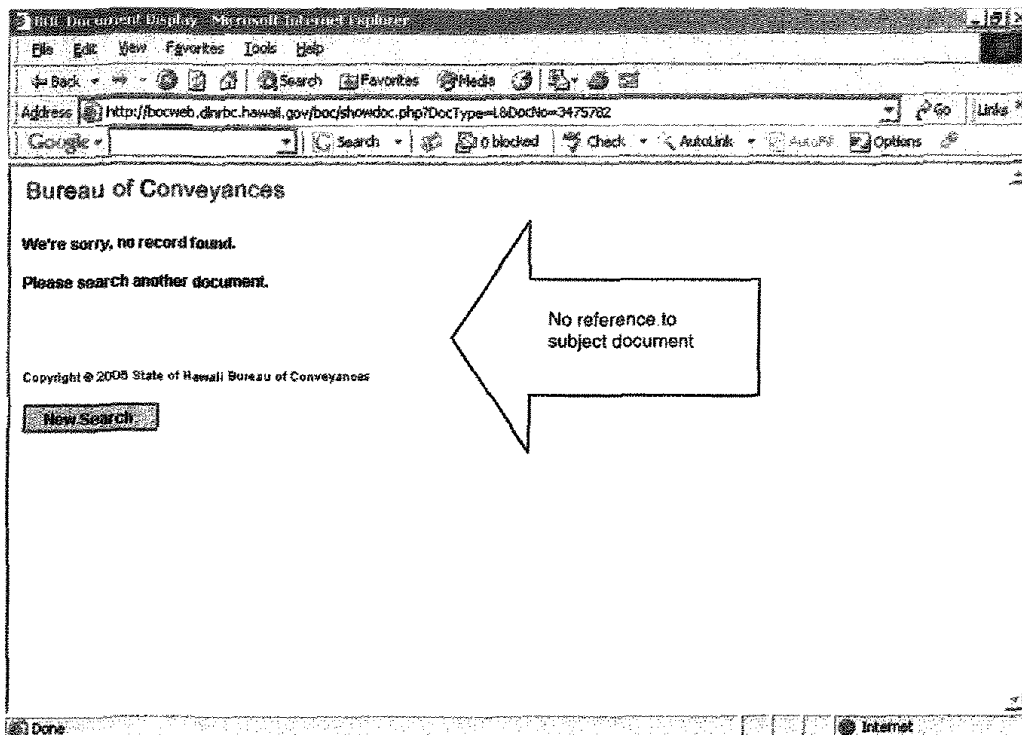 BOC Document Display - Microsoft Internet Explorer
File Edit View Favorites Tools Help
Back Search Favorites Media
Address http://bocweb.dlnrbc.hawaii.gov/boc/showdoc.php?DocType=L&DocNo=3475782 Go Links
Google Search 0 blocked Check AutoLink AutoFill Options
Bureau of Conveyances
We're sorry, no record found.
Please search another document.
No reference to
subject document
Copyright © 2005 State of Hawaii Bureau of Conveyances
New Search
Done Internet